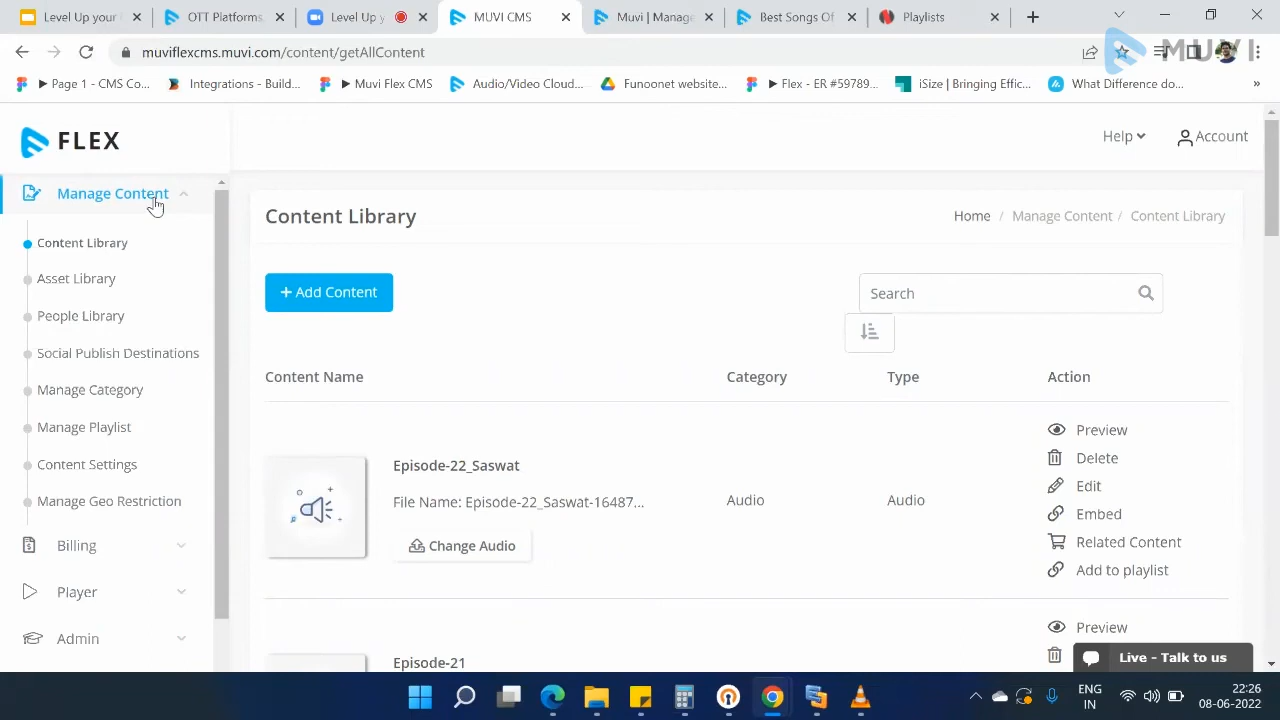 Level Up your
OTT Platforms,
Level Up y
MUVI CMS
Muvi | Manage
Best Songs Of
Playlists
muviflexcms.muvi.com/content/getAllContent
MUVI
▶ Page 1 - CMS Co...
Integrations - Build...
▶ Muvi Flex CMS
Audio/Video Cloud...
Funoonet website...
▶ Flex - ER #59789...
iSize | Bringing Effic...
What Difference do...
»
FLEX
Help
Account
Manage Content
Content Library
Asset Library
People Library
Social Publish Destinations
Manage Category
Manage Playlist
Content Settings
Manage Geo Restriction
Billing
Player
Admin
Content Library
Home / Manage Content / Content Library
+ Add Content
Search
Content Name Category Type Action
Episode-22_Saswat
File Name: Episode-22_Saswat-16487...
Change Audio
Audio
Audio
Preview
Delete
Edit
Embed
Related Content
Add to playlist
Episode-21
Preview
Live - Talk to us
ENG
IN
22:26
08-06-2022